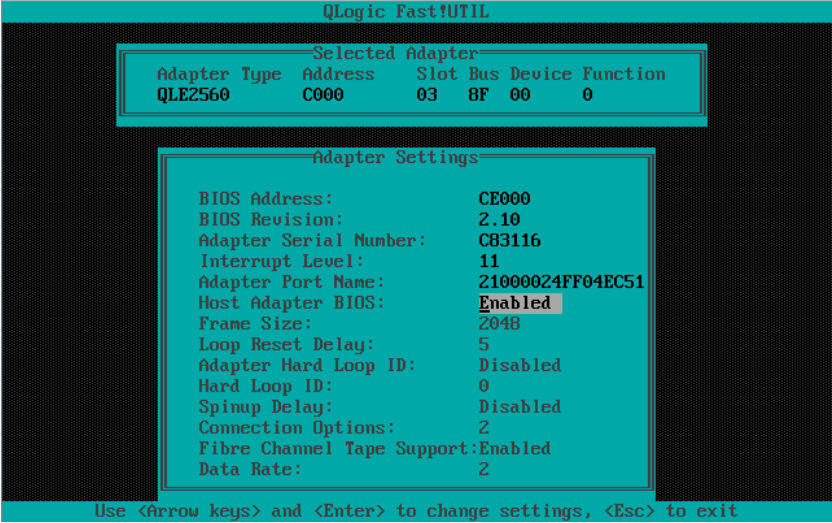 QLogic Fast!UTIL
Selected Adapter
Adapter Type Address Slot Bus Device Function
QLE2560 C000 03 8F 00 0
Adapter Settings
BIOS Address: CE000
BIOS Revision: 2.10
Adapter Serial Number: C83116
Interrupt Level: 11
Adapter Port Name: 21000024FF04EC51
Host Adapter BIOS: Enabled
Frame Size: 2048
Loop Reset Delay: 5
Adapter Hard Loop ID: Disabled
Hard Loop ID: 0
Spinup Delay: Disabled
Connection Options: 2
Fibre Channel Tape Support:Enabled
Data Rate: 2
Use <Arrow keys> and <Enter> to change settings, <Esc> to exit